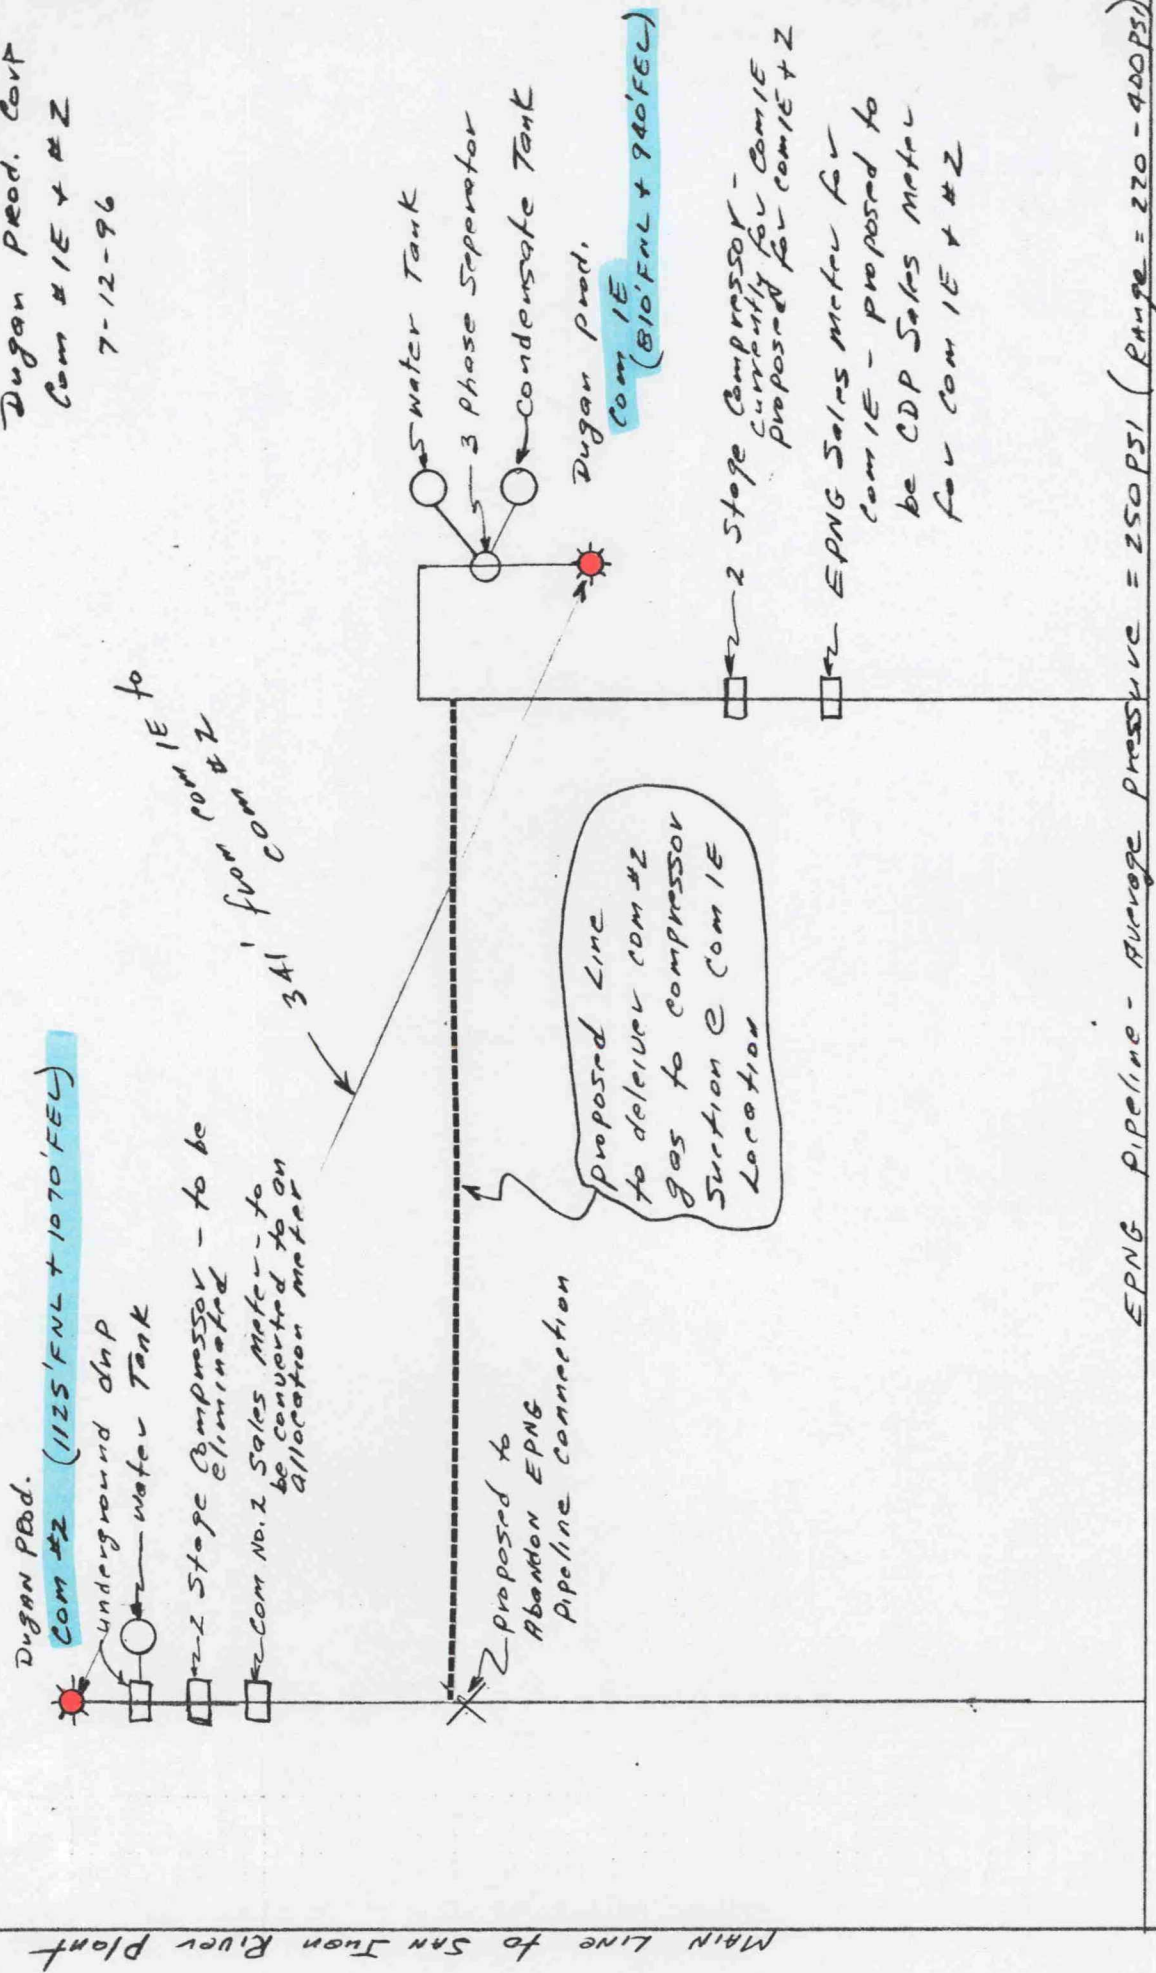 Dugan Prod. Corp
Com #1E + #2
7-12-96
Dugan Prod.
Com #2 (1125'FNL + 1070'FEL)
underground dnp
water Tank
2 Stage Compressor - to be
eliminated
Com No. 2 Sales Meter - to
be converted to an
allocation meter
341' from Com 1E to
Com #2
water Tank
3 phase Seperator
Condensate Tank
Dugan prod.
Com 1E
(810'FNL + 940'FEL)
2 Stage Compressor -
currently for Com 1E
proposed for Com 1E + 2
EPNG Sales meter for
Com 1E - proposed to
be CDP Sales Meter
for Com 1E + #2
proposed to
Abandon EPNG
Pipeline connection
proposed Line
to deliver Com #2
gas to compressor
Suction @ Com 1E
Location
EPNG Pipeline - Average pressure = 250 PSI (Range = 220 - 400 PSI)
MAIN LINE to SAN JUAN RIVER Plant